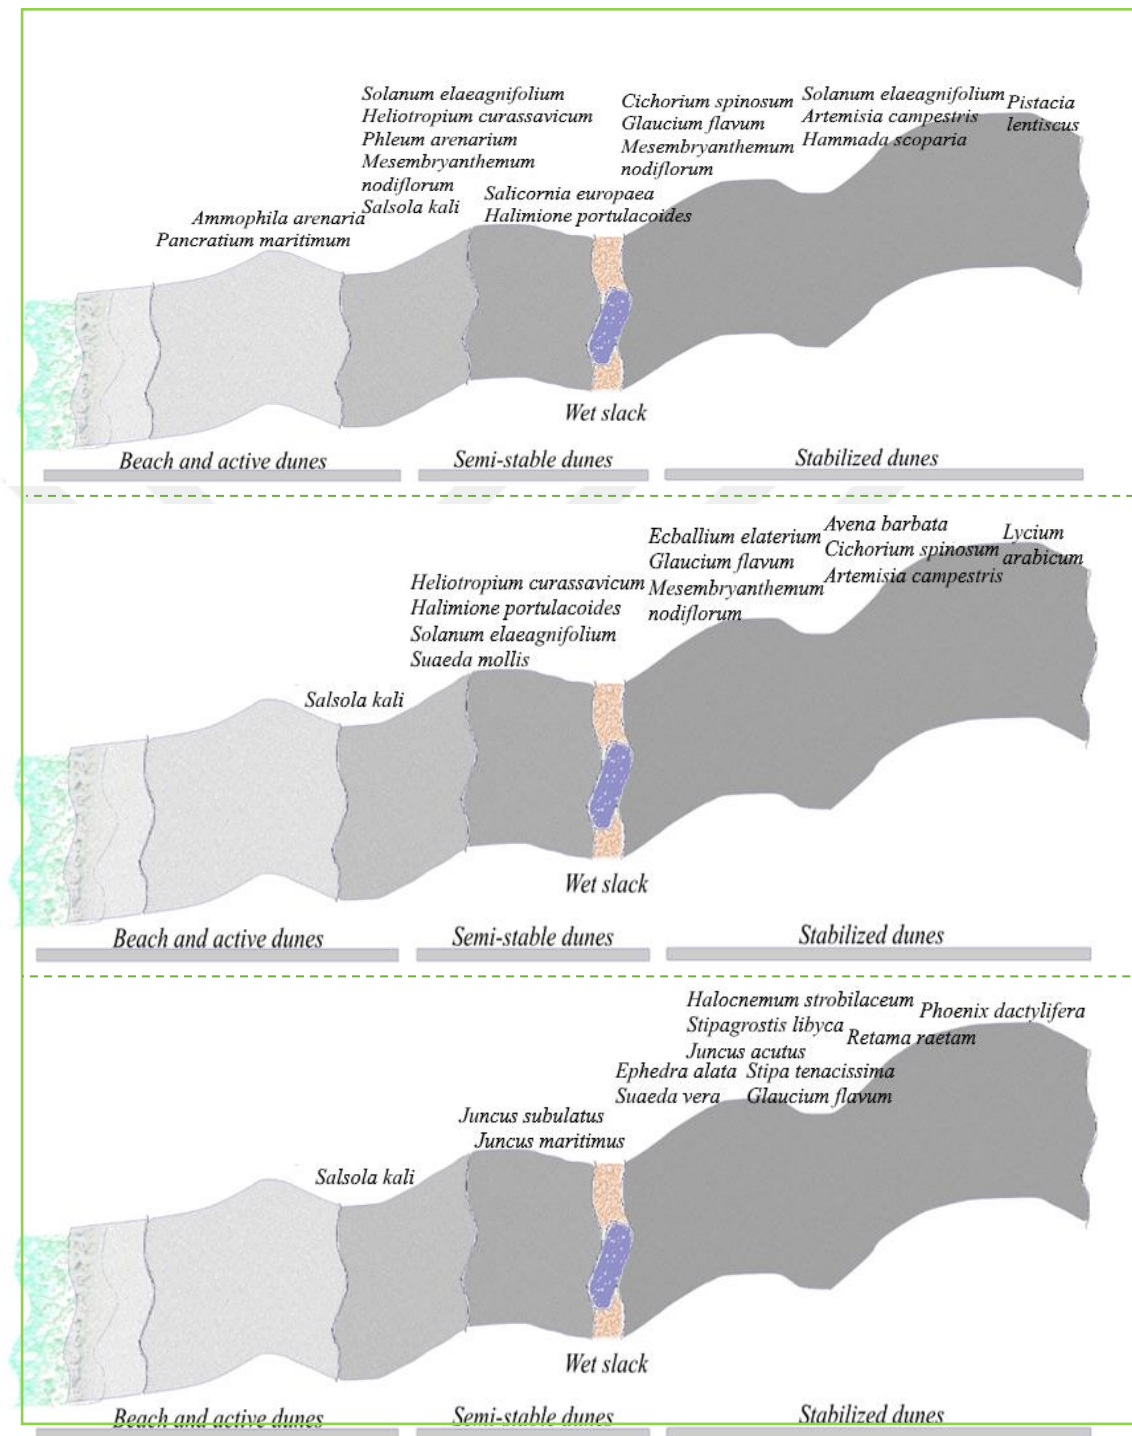 Solanum elaeagnifolium
Heliotropium curassavicum
Phleum arenarium
Mesembryanthemum
nodiflorum
Salsola kali
Cichorium spinosum
Glaucium flavum
Mesembryanthemum
nodiflorum
Solanum elaeagnifolium
Artemisia campestris
Hammada scoparia
Pistacia
lentiscus
Ammophila arenaria
Pancratium maritimum
Salicornia europaea
Halimione portulacoides
Wet slack
Beach and active dunes
Semi-stable dunes
Stabilized dunes
Ecballium elaterium
Glaucium flavum
Mesembryanthemum
nodiflorum
Avena barbata
Cichorium spinosum
Artemisia campestris
Lycium
arabicum
Heliotropium curassavicum
Halimione portulacoides
Solanum elaeagnifolium
Suaeda mollis
Salsola kali
Wet slack
Beach and active dunes
Semi-stable dunes
Stabilized dunes
Halocnemum strobilaceum
Stipagrostis libyca
Juncus acutus
Phoenix dactylifera
Retama raetam
Ephedra alata
Suaeda vera
Stipa tenacissima
Glaucium flavum
Juncus subulatus
Juncus maritimus
Salsola kali
Wet slack
Beach and active dunes
Semi-stable dunes
Stabilized dunes